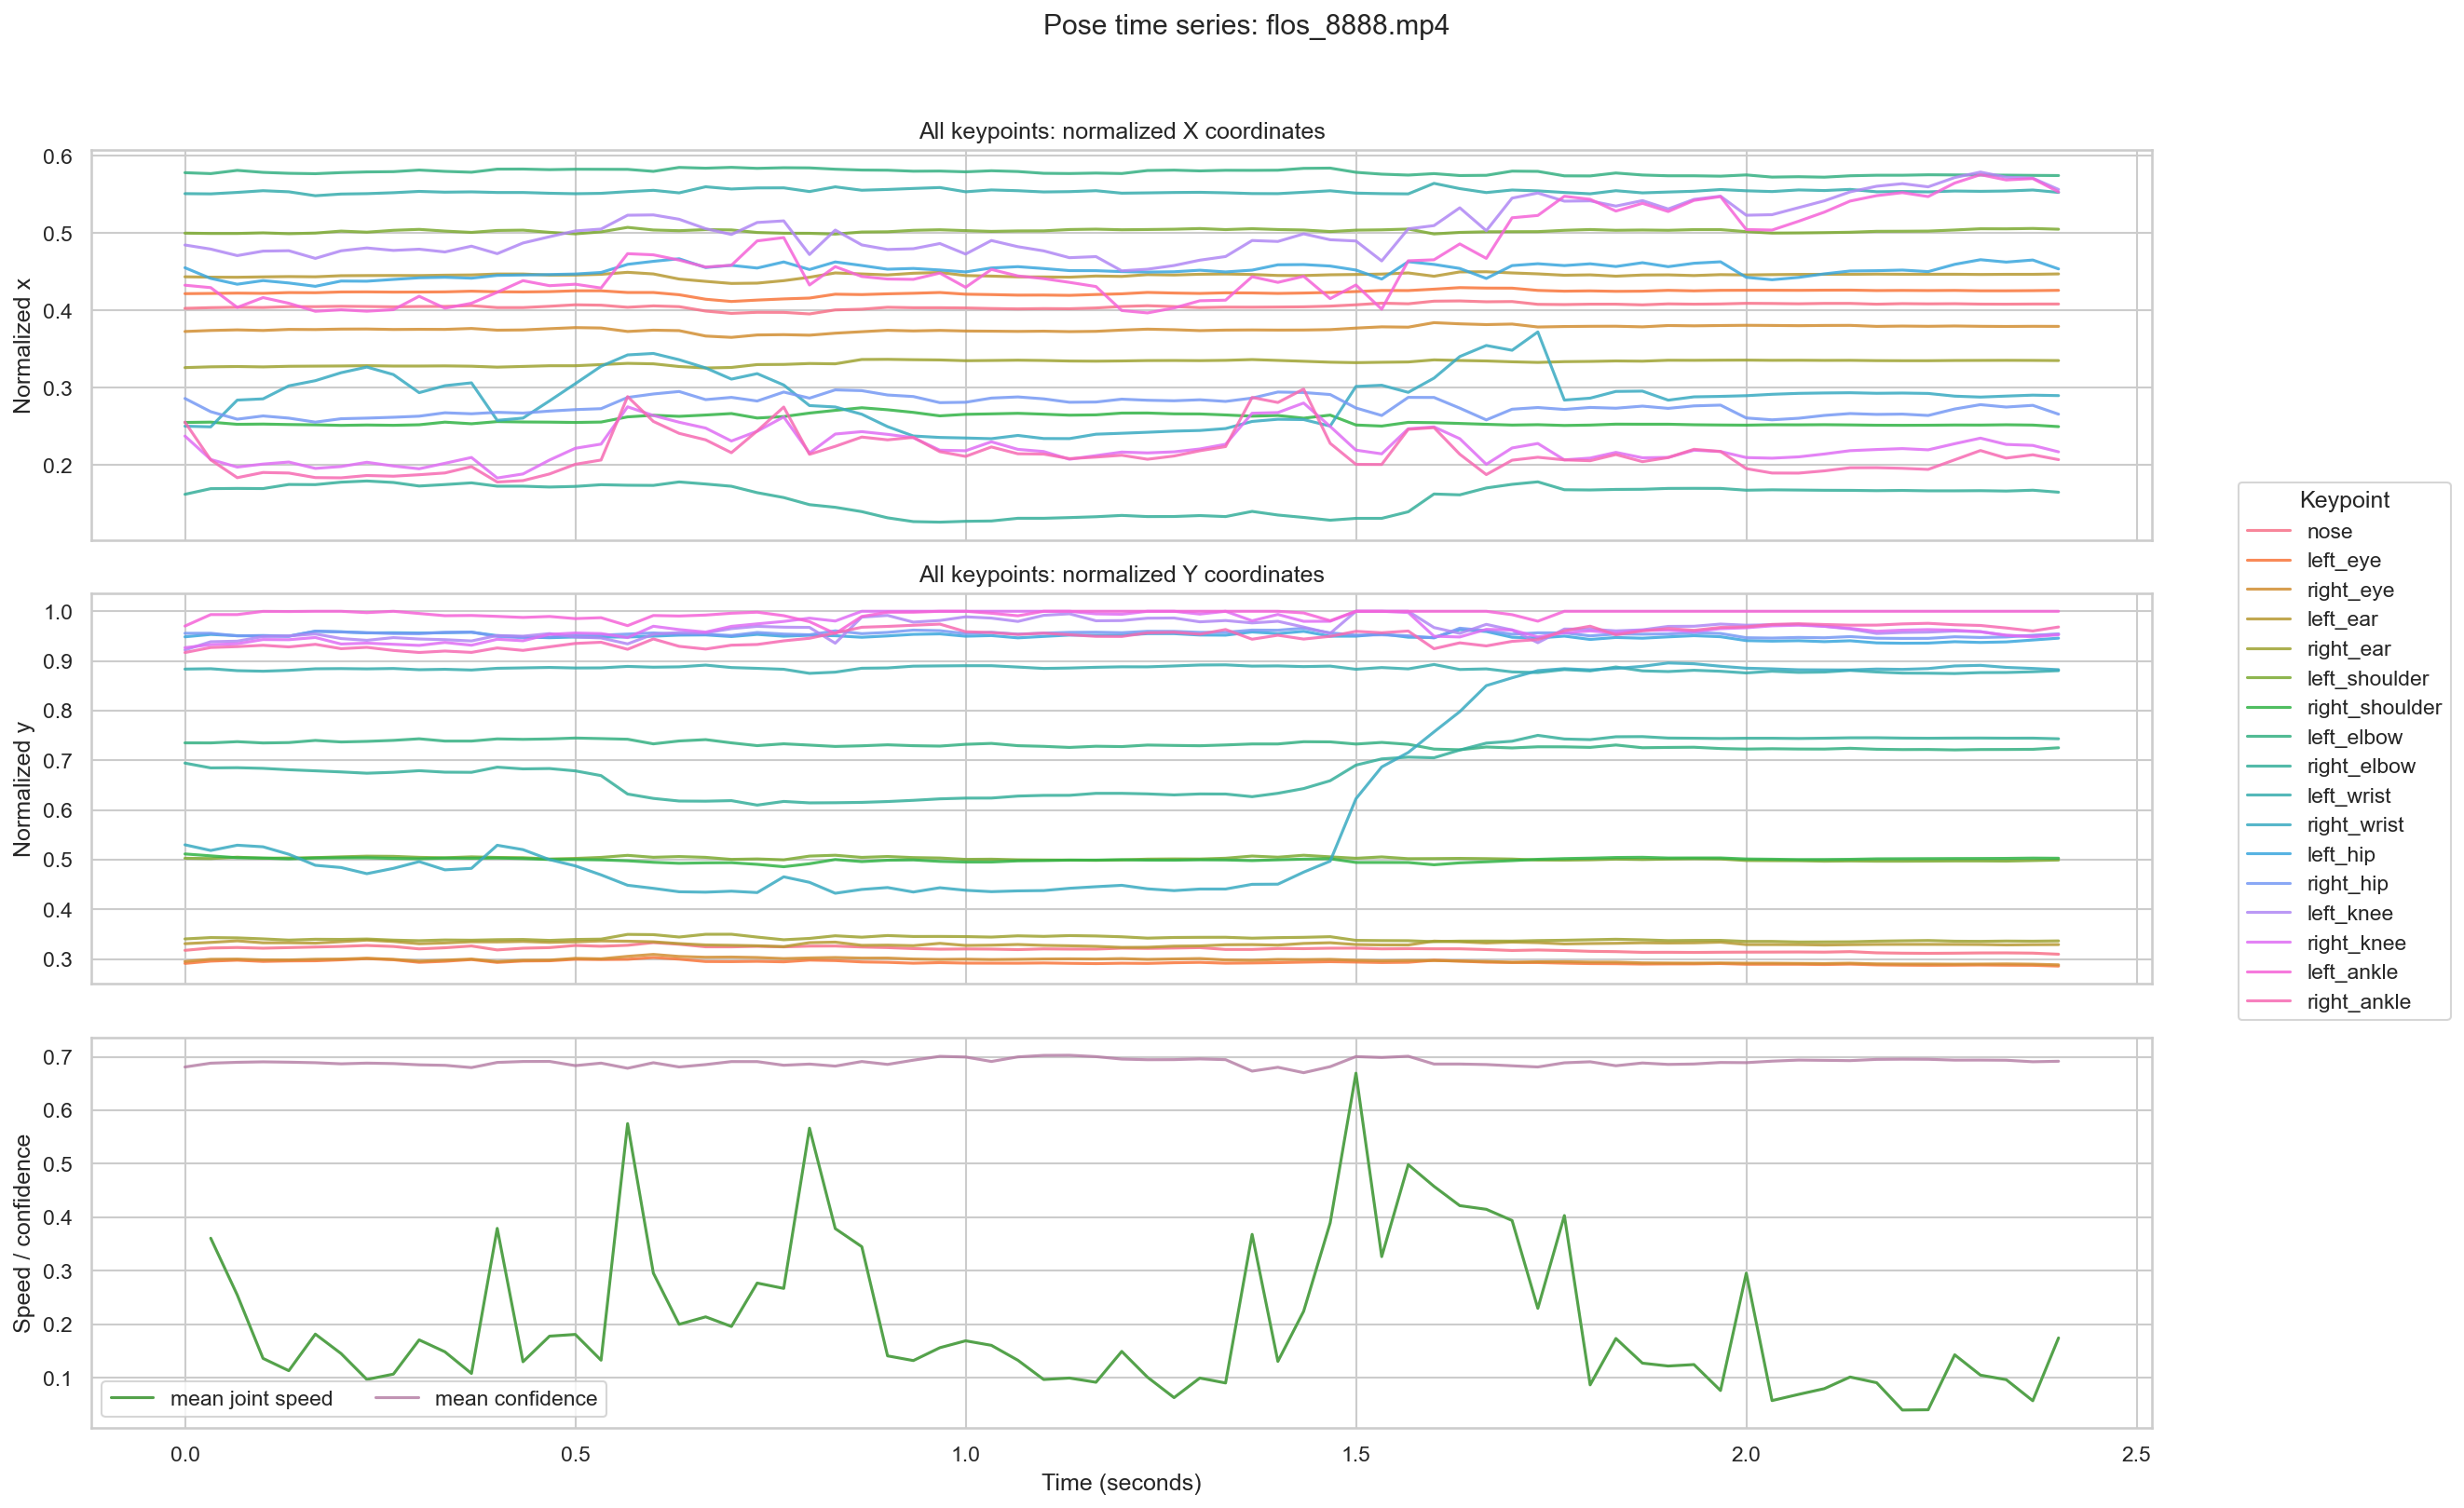 Pose time series: flos_8888.mp4
All keypoints: normalized X coordinates
Normalized x
0.6
0.5
0.4
0.3
0.2
All keypoints: normalized Y coordinates
Normalized y
1.0
0.9
0.8
0.7
0.6
0.5
0.4
0.3
Keypoint
nose
left_eye
right_eye
left_ear
right_ear
left_shoulder
right_shoulder
left_elbow
right_elbow
left_wrist
right_wrist
left_hip
right_hip
left_knee
right_knee
left_ankle
right_ankle
Speed / confidence
0.7
0.6
0.5
0.4
0.3
0.2
0.1
mean joint speed mean confidence
0.0 0.5 1.0 1.5 2.0 2.5
Time (seconds)